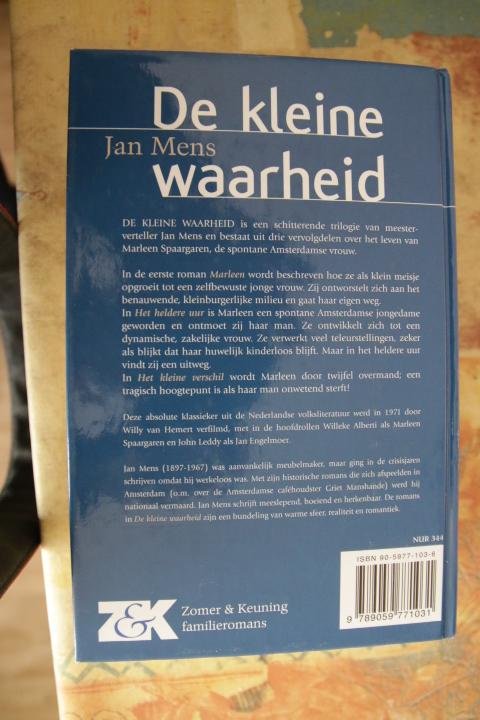 De kleine
Jan Mens
waarheid
DE KLEINE WAARHEID is een schitterende trilogie van meester-
verteller Jan Mens en bestaat uit drie vervolgdelen over het leven van
Marleen Spaargaren, de spontane Amsterdamse vrouw.
In de eerste roman Marleen wordt beschreven hoe ze als klein meisje
opgroeit tot een zelfbewuste jonge vrouw. Zij ontworstelt zich aan het
benauwende, kleinburgerlijke milieu en gaat haar eigen weg.
In Het heldere uur is Marleen een spontane Amsterdamse jongedame
geworden en ontmoet zij haar man. Ze ontwikkelt zich tot een
dynamische, zakelijke vrouw. Ze verwerkt veel teleurstellingen, zeker
als blijkt dat haar huwelijk kinderloos blijft. Maar in het heldere uur
vindt zij een uitweg.
In Het kleine verschil wordt Marleen door twijfel overmand; een
tragisch hoogtepunt is als haar man onwetend sterft!
Deze absolute klassieker uit de Nederlandse volksliteratuur werd in 1971 door
Willy van Hemert verfilmd, met in de hoofdrollen Willeke Alberti als Marleen
Spaargaren en John Leddy als Jan Engelmoer.
Jan Mens (1897-1967) was aanvankelijk meubelmaker, maar ging in de crisisjaren
schrijven omdat hij werkeloos was. Met zijn historische romans die zich afspeelden in
Amsterdam (o.m. over de Amsterdamse caféhoudster Griet Manshande) werd hij
nationaal vermaard. Jan Mens schrijft meeslepend, boeiend en herkenbaar. De romans
in De kleine waarheid zijn een bundeling van warme sfeer, realiteit en romantiek.
NUR 344
ISBN 90-5977-103-6
9 789059 771031
Z&K
Zomer & Keuning
familieromans